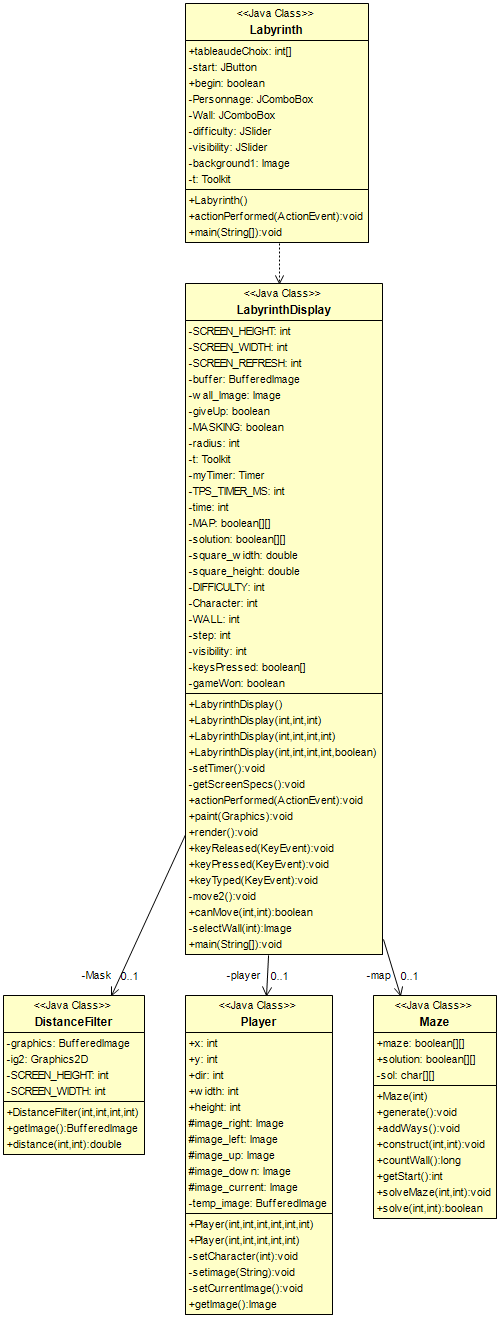 <<Java Class>>
Labyrinth
+tableaudeChoix: int[]
-start: JButton
+begin: boolean
-Personnage: JComboBox
-Wall: JComboBox
-difficulty: JSlider
-visibility: JSlider
-background1: Image
-t: Toolkit
+Labyrinth()
+actionPerformed(ActionEvent):void
+main(String[]):void
<<Java Class>>
LabyrinthDisplay
-SCREEN_HEIGHT: int
-SCREEN_WIDTH: int
-SCREEN_REFRESH: int
-buffer: BufferedImage
-wall_Image: Image
-giveUp: boolean
-MASKING: boolean
-radius: int
-t: Toolkit
-myTimer: Timer
-TPS_TIMER_MS: int
-time: int
-MAP: boolean[][]
-solution: boolean[][]
-square_width: double
-square_height: double
-DIFFICULTY: int
-Character: int
-WALL: int
-step: int
-visibility: int
-keysPressed: boolean[]
-gameWon: boolean
+LabyrinthDisplay()
+LabyrinthDisplay(int,int,int)
+LabyrinthDisplay(int,int,int,int)
+LabyrinthDisplay(int,int,int,int,boolean)
-setTimer():void
-getScreenSpecs():void
+actionPerformed(ActionEvent):void
+paint(Graphics):void
+render():void
+keyReleased(KeyEvent):void
+keyPressed(KeyEvent):void
+keyTyped(KeyEvent):void
-move2():void
+canMove(int,int):boolean
-selectWall(int):Image
+main(String[]):void
-Mask 0..1
-player 0..1
-map 0..1
<<Java Class>>
DistanceFilter
-graphics: BufferedImage
-ig2: Graphics2D
-SCREEN_HEIGHT: int
-SCREEN_WIDTH: int
+DistanceFilter(int,int,int,int)
+getImage():BufferedImage
+distance(int,int):double
<<Java Class>>
Player
+x: int
+y: int
+dir: int
+width: int
+height: int
#image_right: Image
#image_left: Image
#image_up: Image
#image_down: Image
#image_current: Image
-temp_image: BufferedImage
+Player(int,int,int,int,int,int)
+Player(int,int,int,int,int)
-setCharacter(int):void
-setimage(String):void
-setCurrentImage():void
+getImage():Image
<<Java Class>>
Maze
+maze: boolean[][]
+solution: boolean[][]
-sol: char[][]
+Maze(int)
+generate():void
+addWays():void
+construct(int,int):void
+countWall():long
+getStart():int
+solveMaze(int,int):void
+solve(int,int):boolean